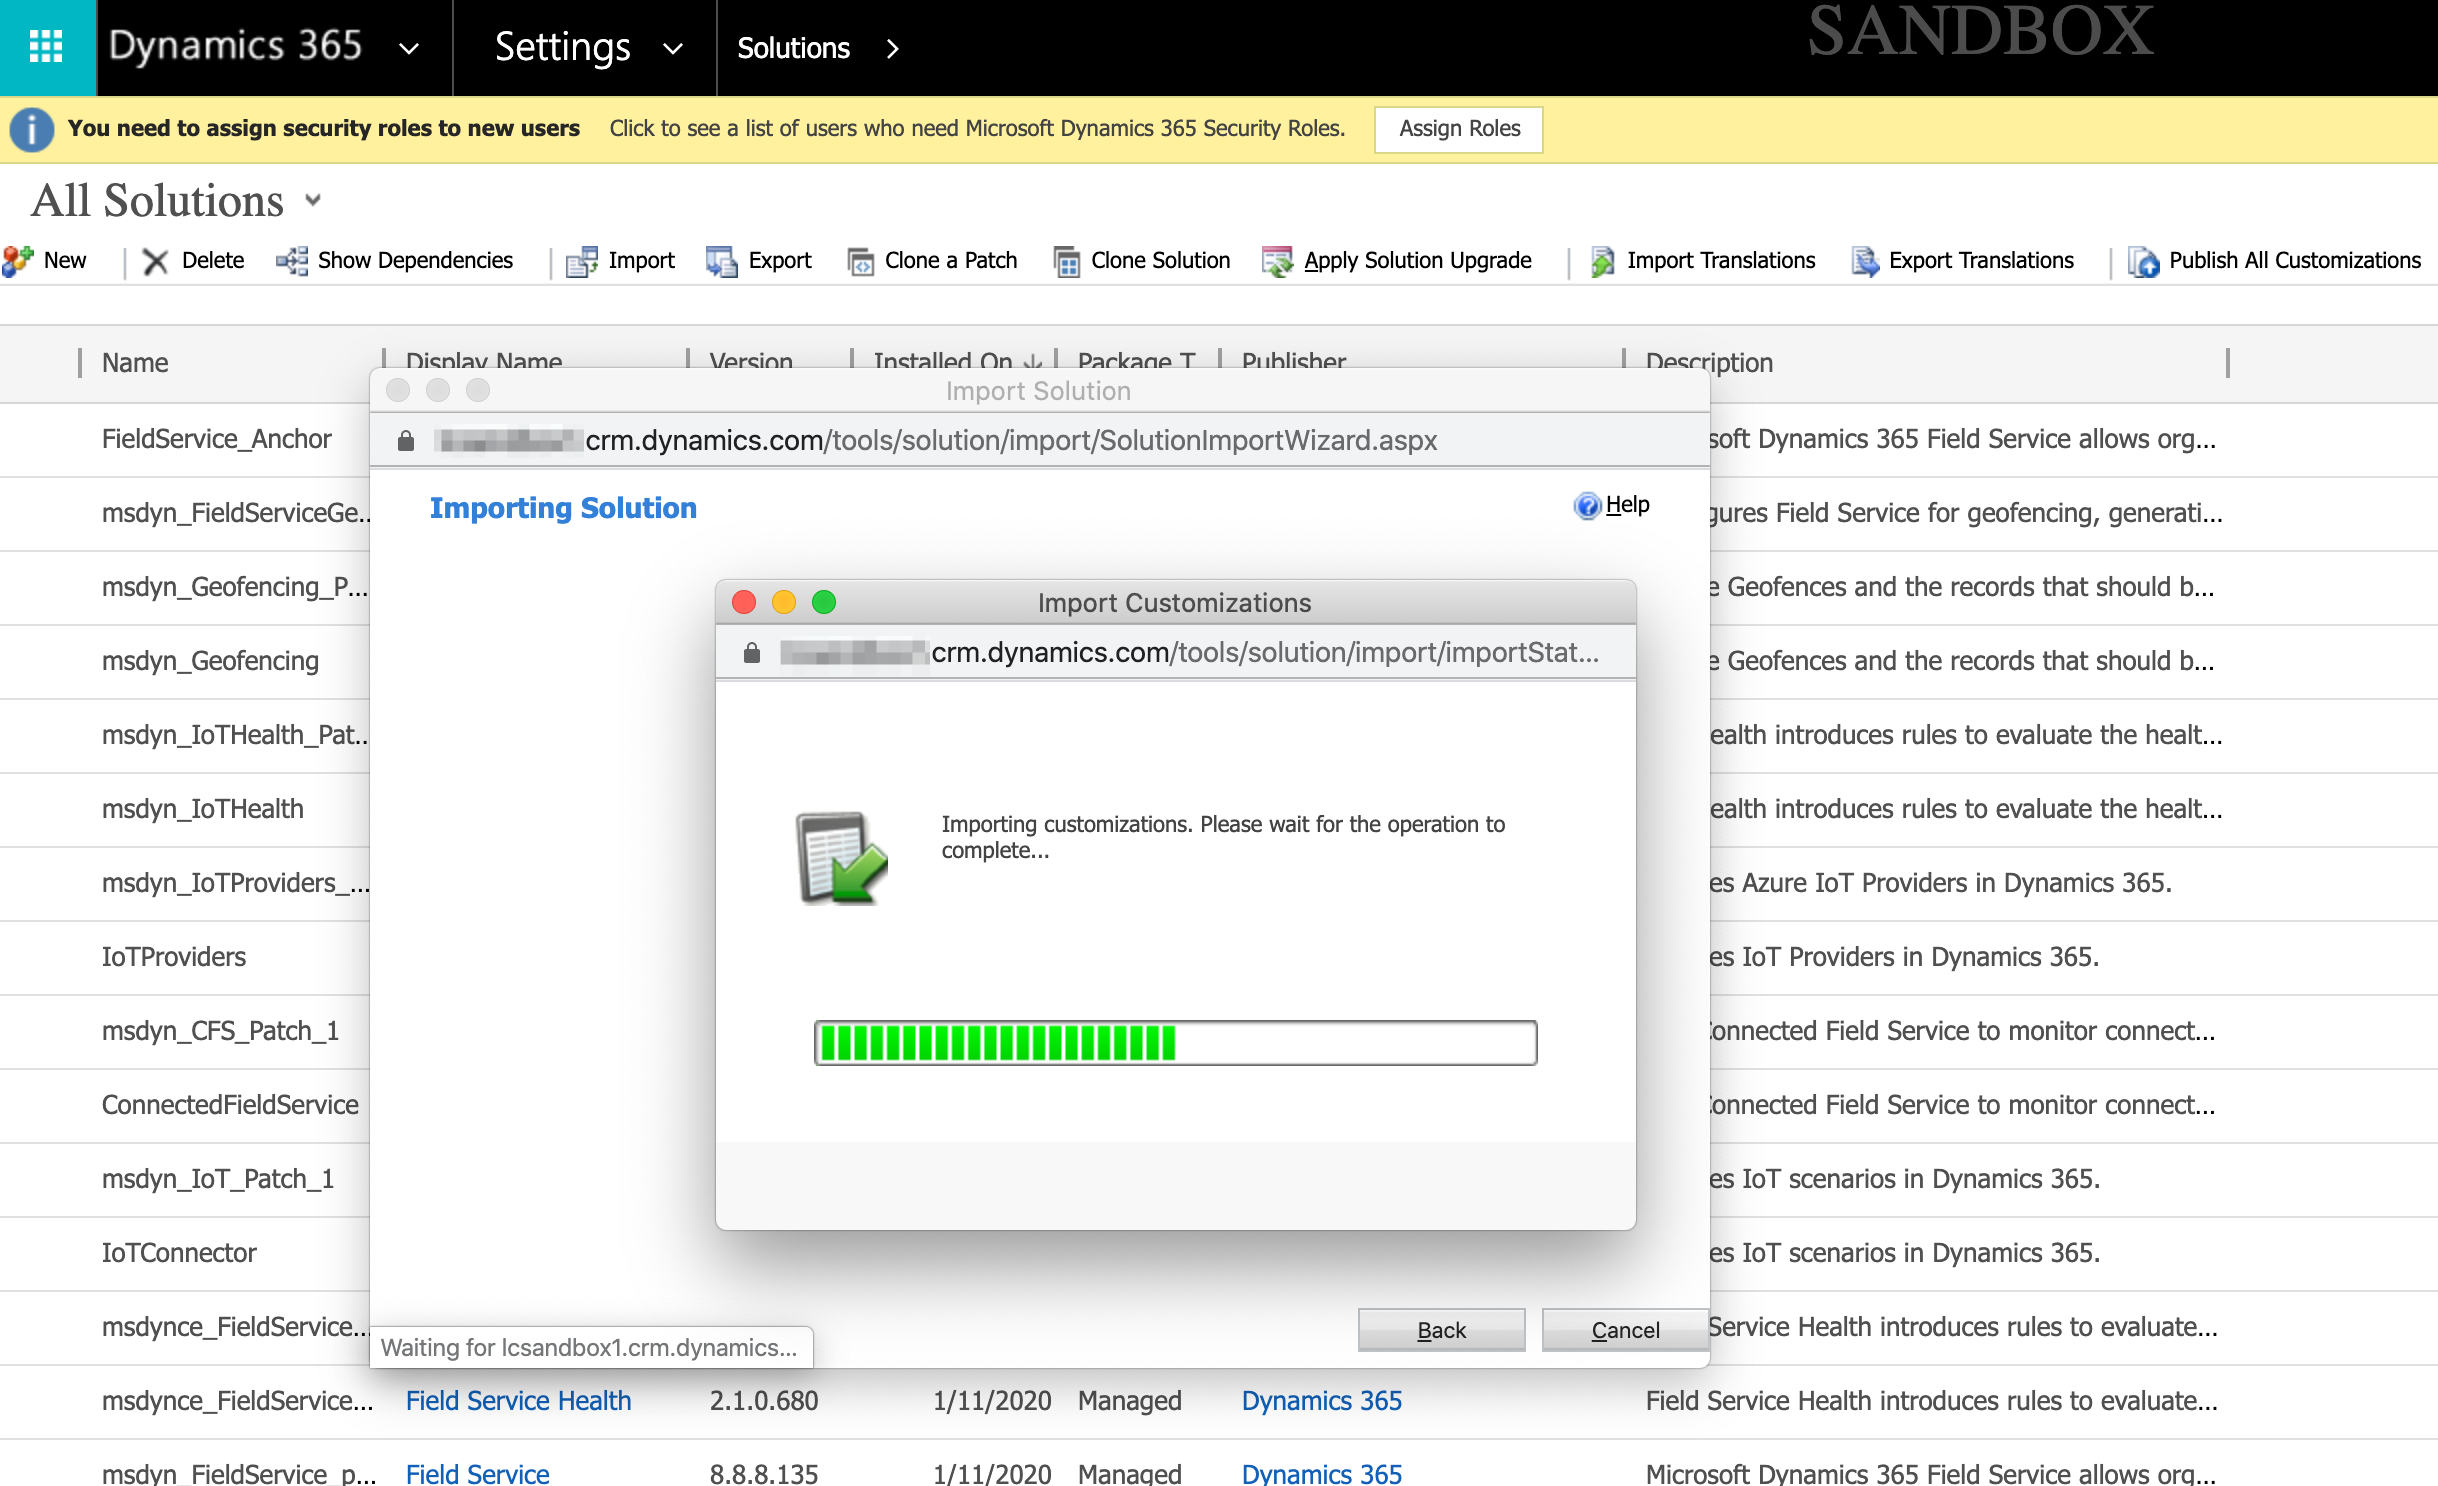 Dynamics 365 Settings Solutions SANDBOX
You need to assign security roles to new users Click to see a list of users who need Microsoft Dynamics 365 Security Roles. Assign Roles
All Solutions
New Delete Show Dependencies Import Export Clone a Patch Clone Solution Apply Solution Upgrade Import Translations Export Translations Publish All Customizations
Name Display Name Version Installed On Package T Publisher Description
Import Solution
FieldService_Anchor
crm.dynamics.com/tools/solution/import/SolutionImportWizard.aspx
soft Dynamics 365 Field Service allows org...
Importing Solution Help
msdyn_FieldServiceGe...
gures Field Service for geofencing, generati...
msdyn_Geofencing_P...
Import Customizations
e Geofences and the records that should b...
msdyn_Geofencing
crm.dynamics.com/tools/solution/import/importStat...
e Geofences and the records that should b...
msdyn_IoTHealth_Pat...
ealth introduces rules to evaluate the healt...
msdyn_IoTHealth
Importing customizations. Please wait for the operation to
complete...
ealth introduces rules to evaluate the healt...
msdyn_IoTProviders_...
es Azure IoT Providers in Dynamics 365.
IoTProviders
es IoT Providers in Dynamics 365.
msdyn_CFS_Patch_1
onnected Field Service to monitor connect...
ConnectedFieldService
onnected Field Service to monitor connect...
msdyn_IoT_Patch_1
es IoT scenarios in Dynamics 365.
IoTConnector
es IoT scenarios in Dynamics 365.
msdynce_FieldService...
Back Cancel
Service Health introduces rules to evaluate...
Waiting for lcsandbox1.crm.dynamics...
msdynce_FieldService... Field Service Health 2.1.0.680 1/11/2020 Managed Dynamics 365 Field Service Health introduces rules to evaluate...
msdyn_FieldService_p... Field Service 8.8.8.135 1/11/2020 Managed Dynamics 365 Microsoft Dynamics 365 Field Service allows org...